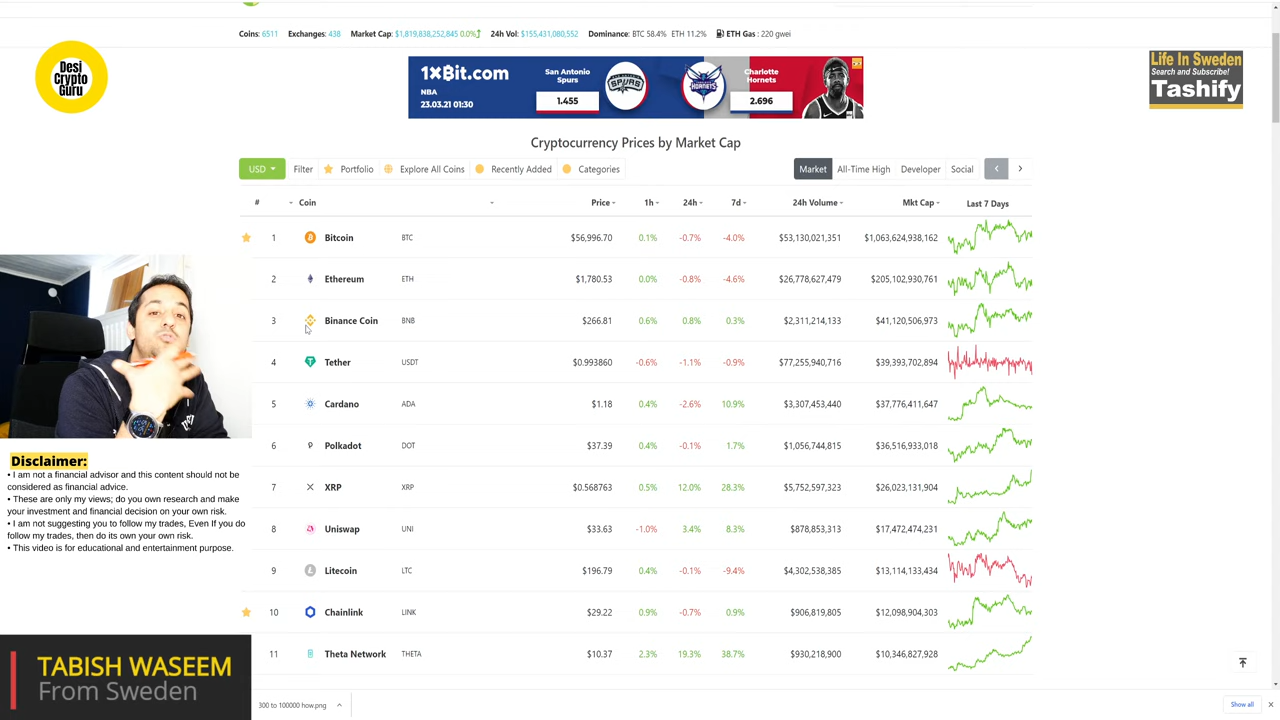 Coins: 6511 Exchanges: 438 Market Cap: $1,819,838,252,845 0.0% 24h Vol: $155,431,080,552 Dominance: BTC 58.4% ETH 11.2% ETH Gas : 220 gwei
Desi
Crypto
Guru
1XBit.com
NBA
23.03.21 01:30
San Antonio
Spurs
1.455
SPURS
HORNETS
Charlotte
Hornets
2.696
Life In Sweden
Search and Subscribe!
Tashify
Cryptocurrency Prices by Market Cap
USD Filter Portfolio Explore All Coins Recently Added Categories Market All-Time High Developer Social
# Coin Price 1h 24h 7d 24h Volume Mkt Cap Last 7 Days
1 Bitcoin BTC $56,996.70 0.1% -0.7% -4.0% $53,130,021,351 $1,063,624,938,162
2 Ethereum ETH $1,780.53 0.0% -0.8% -4.6% $26,778,627,479 $205,102,930,761
3 Binance Coin BNB $266.81 0.6% 0.8% 0.3% $2,311,214,133 $41,120,506,973
4 Tether USDT $0.993860 -0.6% -1.1% -0.9% $77,255,940,716 $39,393,702,894
5 Cardano ADA $1.18 0.4% -2.6% 10.9% $3,307,453,440 $37,776,411,647
6 Polkadot DOT $37.39 0.4% -0.1% 1.7% $1,056,744,815 $36,516,933,018
7 XRP XRP $0.568763 0.5% 12.0% 28.3% $5,752,597,323 $26,023,131,904
8 Uniswap UNI $33.63 -1.0% 3.4% 8.3% $878,853,313 $17,472,474,231
9 Litecoin LTC $196.79 0.4% -0.1% -9.4% $4,302,538,385 $13,114,133,434
10 Chainlink LINK $29.22 0.9% -0.7% 0.9% $906,819,805 $12,098,904,303
11 Theta Network THETA $10.37 2.3% 19.3% 38.7% $930,218,900 $10,346,827,928
Disclaimer:
• I am not a financial advisor and this content should not be
considered as financial advice.
• These are only my views; do you own research and make
your investment and financial decision on your own risk.
• I am not suggesting you to follow my trades, Even If you do
follow my trades, then do its own your own risk.
• This video is for educational and entertainment purpose.
TABISH WASEEM
From Sweden
300 to 100000 how.png
Show all